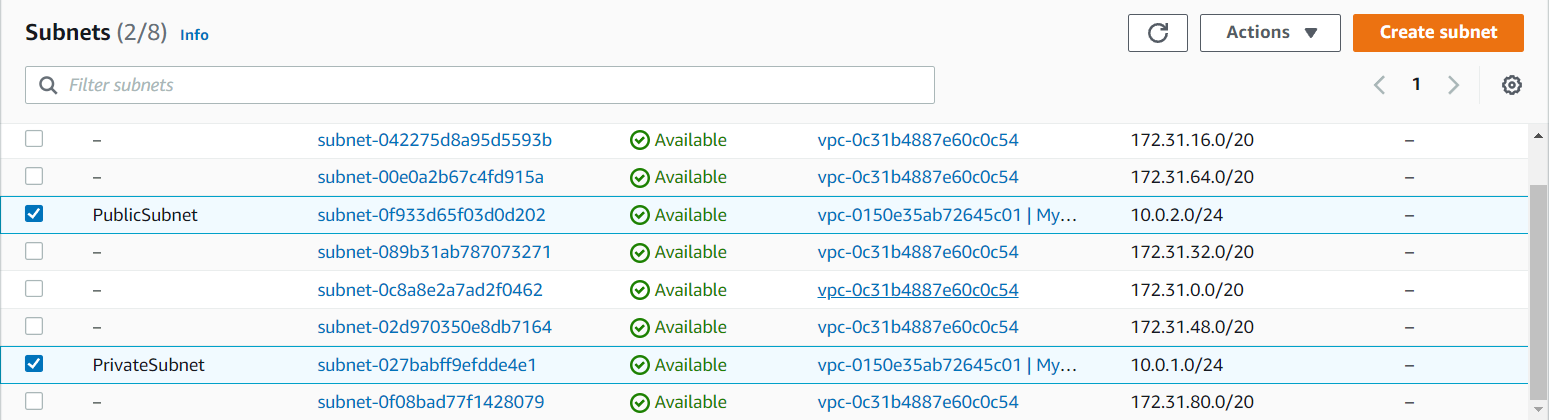 Subnets (2/8) Info Actions Create subnet
Filter subnets 1
– subnet-042275d8a95d5593b Available vpc-0c31b4887e60c0c54 172.31.16.0/20 –
– subnet-00e0a2b67c4fd915a Available vpc-0c31b4887e60c0c54 172.31.64.0/20 –
PublicSubnet subnet-0f933d65f03d0d202 Available vpc-0150e35ab72645c01 | My... 10.0.2.0/24 –
– subnet-089b31ab787073271 Available vpc-0c31b4887e60c0c54 172.31.32.0/20 –
– subnet-0c8a8e2a7ad2f0462 Available vpc-0c31b4887e60c0c54 172.31.0.0/20 –
– subnet-02d970350e8db7164 Available vpc-0c31b4887e60c0c54 172.31.48.0/20 –
PrivateSubnet subnet-027babff9efdde4e1 Available vpc-0150e35ab72645c01 | My... 10.0.1.0/24 –
– subnet-0f08bad77f1428079 Available vpc-0c31b4887e60c0c54 172.31.80.0/20 –